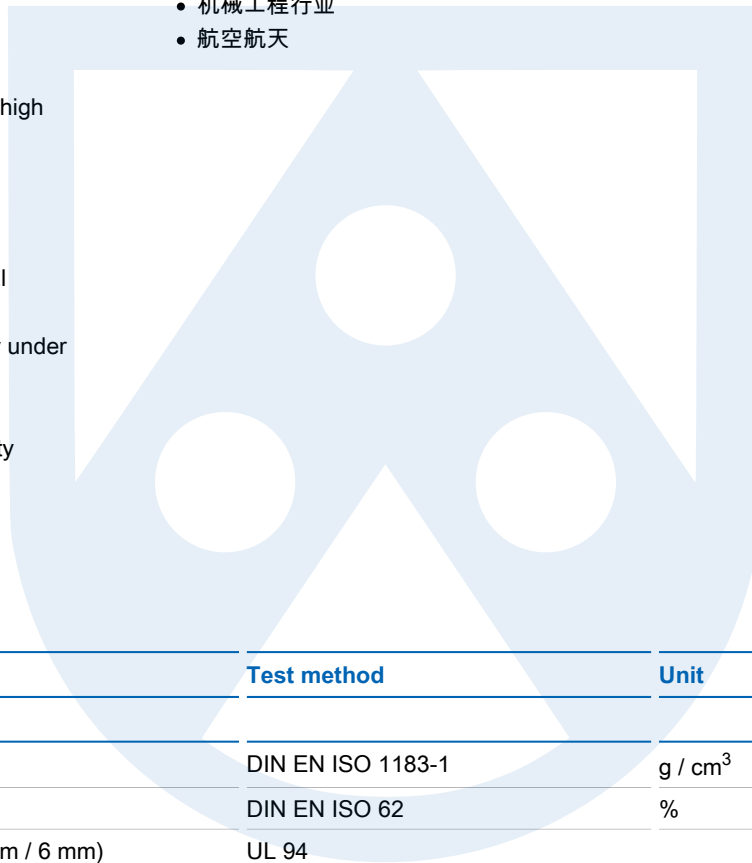 • 机械工程行业
• 航空航天
high
under
Test method Unit
DIN EN ISO 1183-1 g / cm³
DIN EN ISO 62 %
m / 6 mm) UL 94